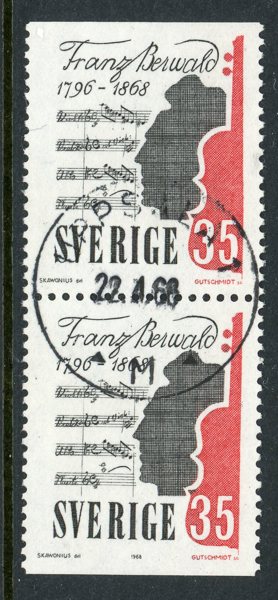 Franz Berwald
1796–1868
SVERIGE 35
SKAWONIUS del GUTSCHMIDT sc
22.4.68
Franz Berwald
1796–1868
M
SVERIGE 35
SKAWONIUS del 1968 GUTSCHMIDT sc